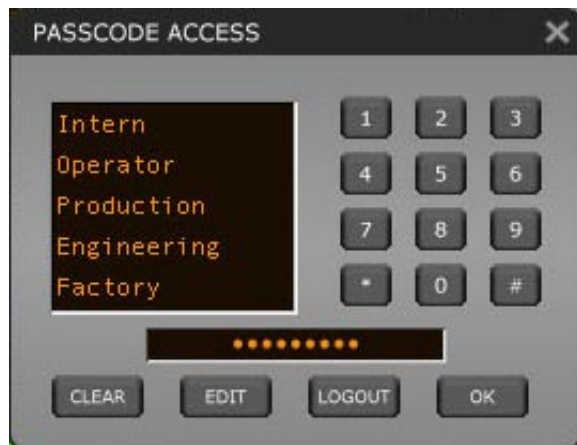 PASSCODE ACCESS
Intern
Operator
Production
Engineering
Factory
1 2 3
4 5 6
7 8 9
* 0 #
•••••••••
CLEAR EDIT LOGOUT OK